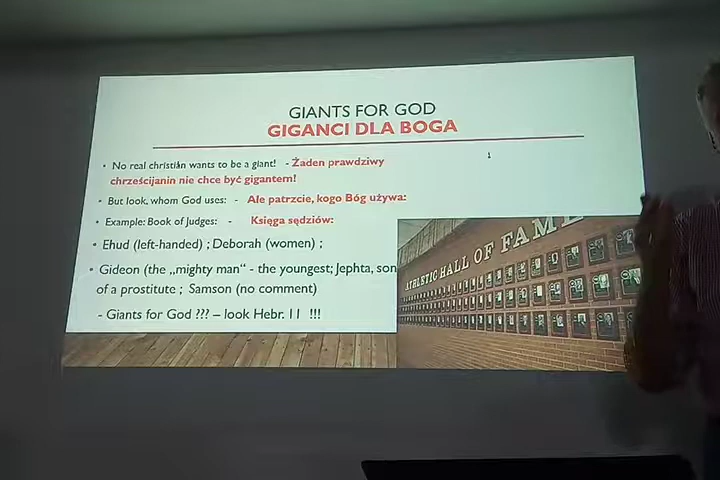 GIANTS FOR GOD
GIGANCI DLA BOGA
• No real christian wants to be a giant! - Żaden prawdziwy
chrześcijanin nie chce być gigantem!
• But look, whom God uses: - Ale patrzcie, kogo Bóg używa:
• Example: Book of Judges: - Księga sędziów:
• Ehud (left-handed) ; Deborah (women) ;
• Gideon (the „mighty man“ - the youngest; Jephta, son
of a prostitute ; Samson (no comment)
- Giants for God ??? – look Hebr. 11 !!!
ATHLETIC HALL OF FAME